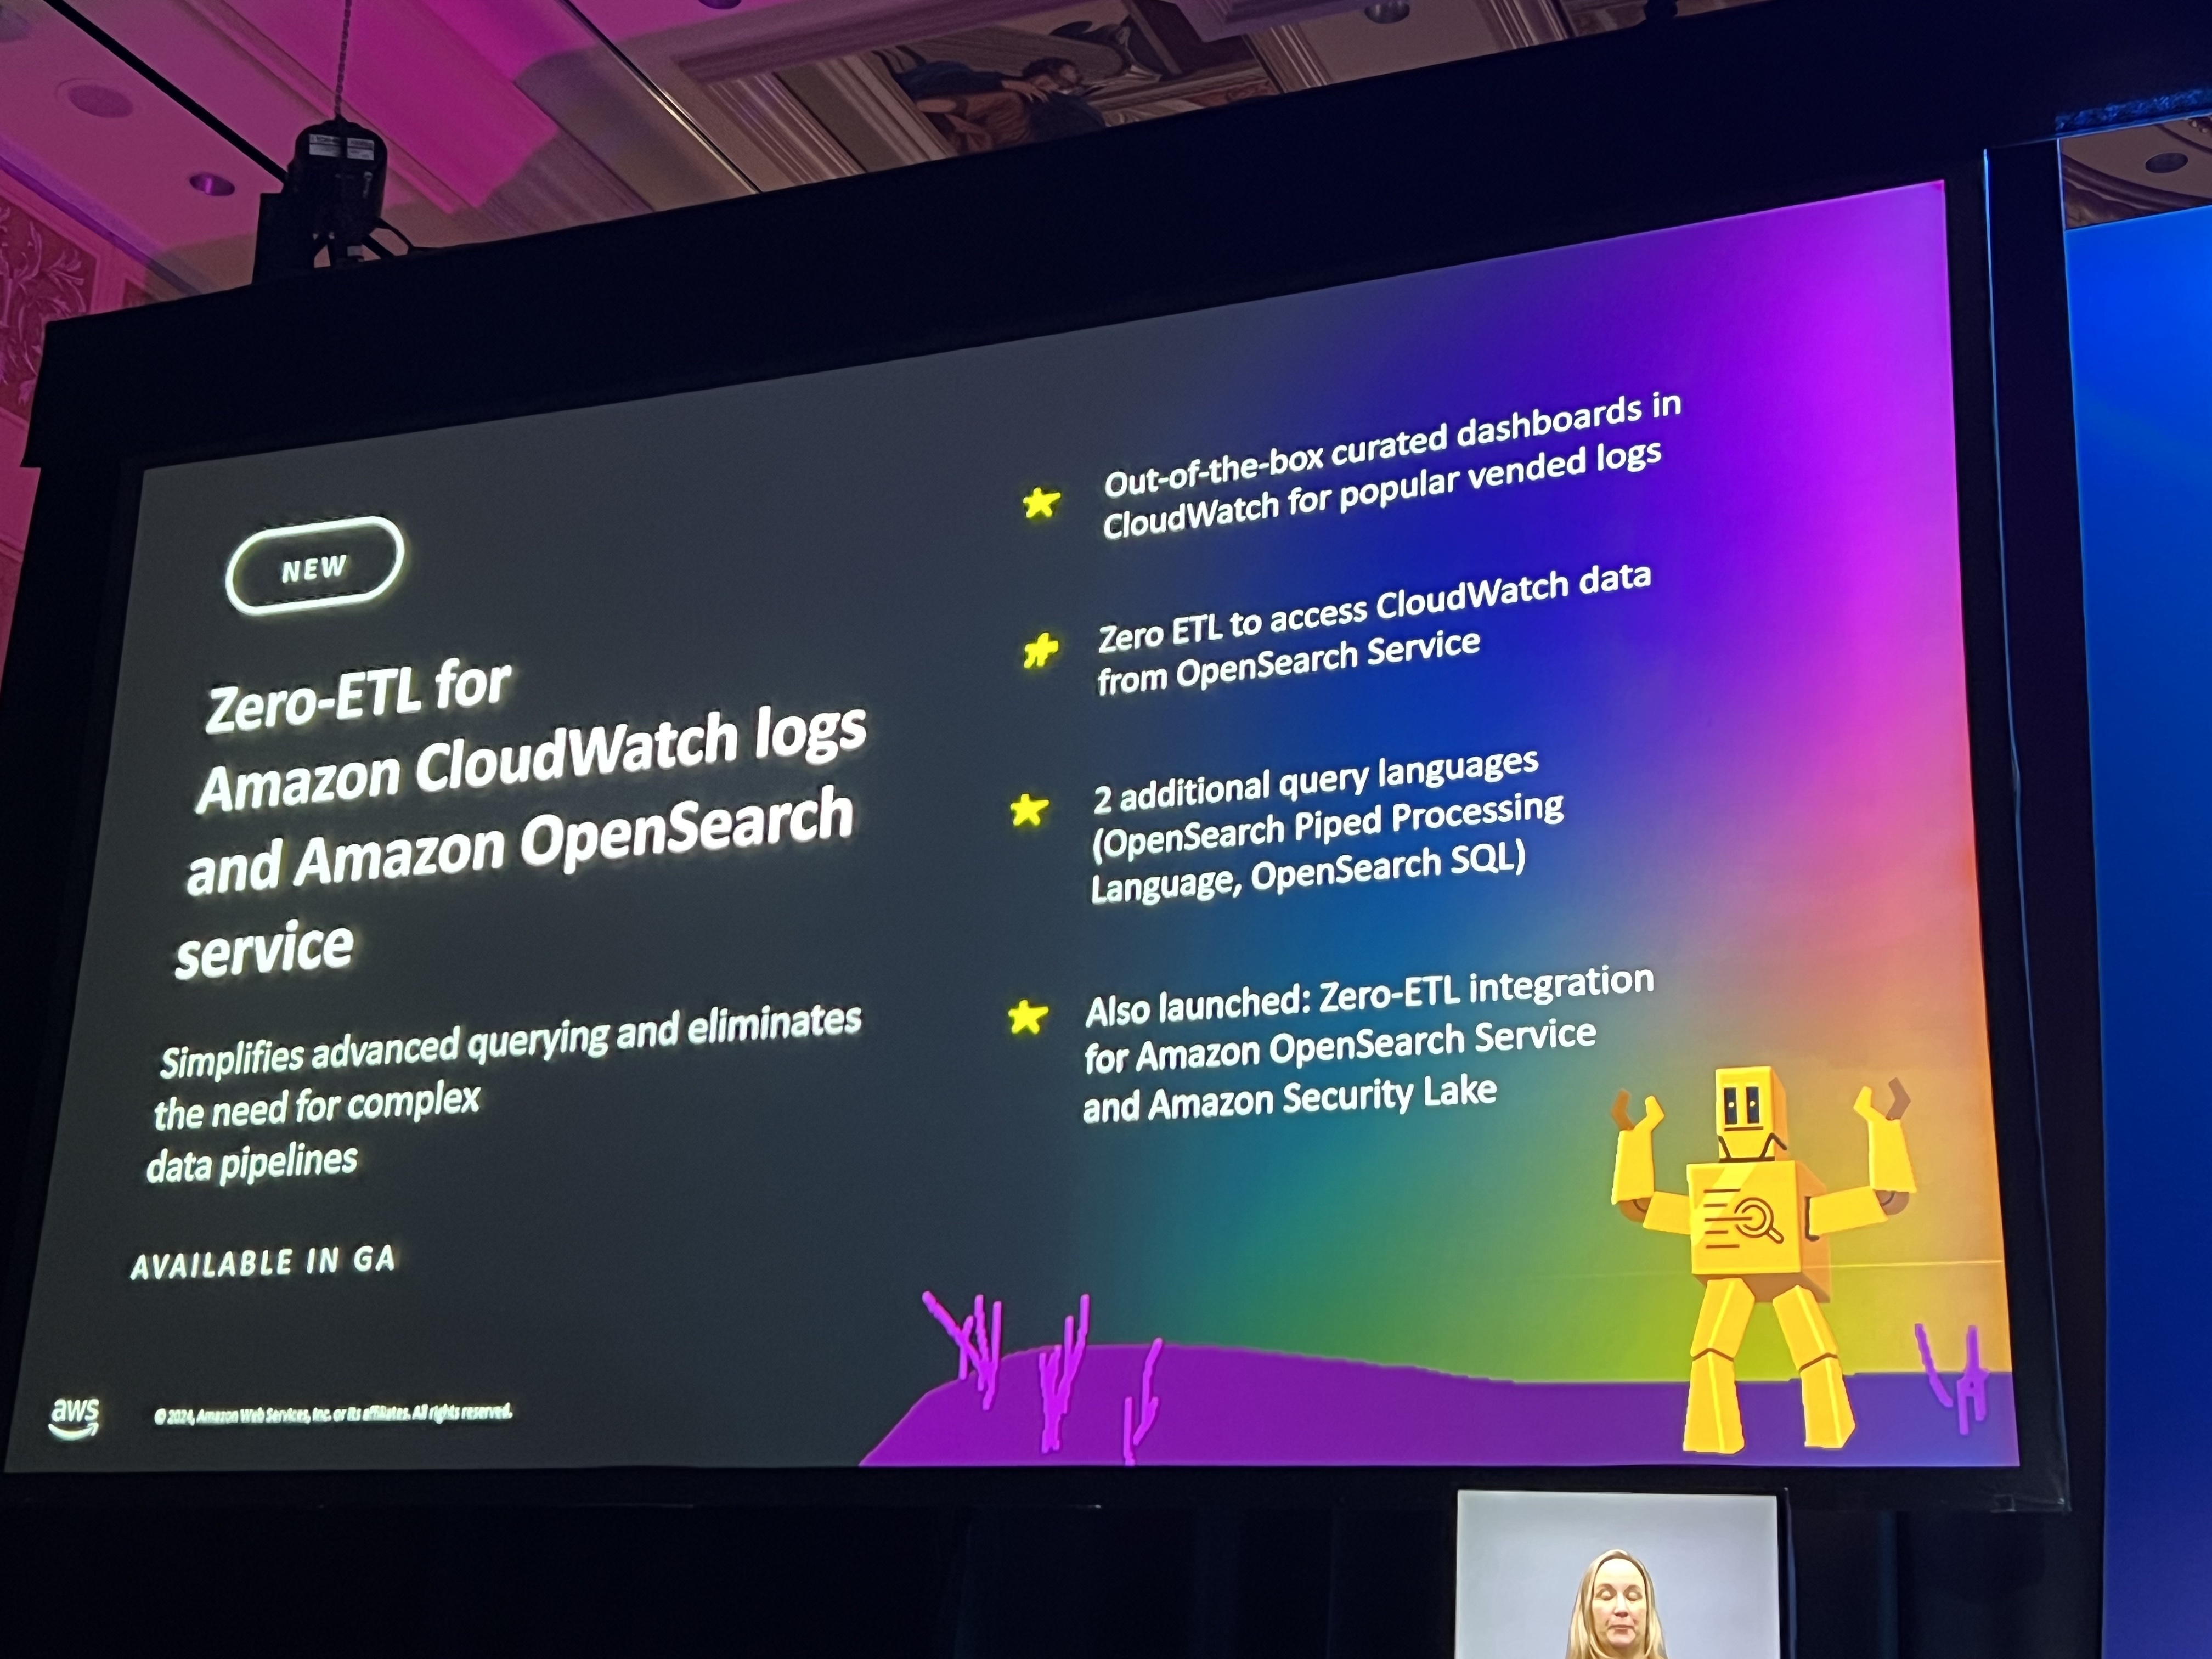 NEW
Zero-ETL for
Amazon CloudWatch logs
and Amazon OpenSearch
service
Simplifies advanced querying and eliminates
the need for complex
data pipelines
AVAILABLE IN GA
aws
© 2024, Amazon Web Services, Inc. or its affiliates. All rights reserved.
Out-of-the-box curated dashboards in
CloudWatch for popular vended logs
Zero ETL to access CloudWatch data
from OpenSearch Service
2 additional query languages
(OpenSearch Piped Processing
Language, OpenSearch SQL)
Also launched: Zero-ETL integration
for Amazon OpenSearch Service
and Amazon Security Lake